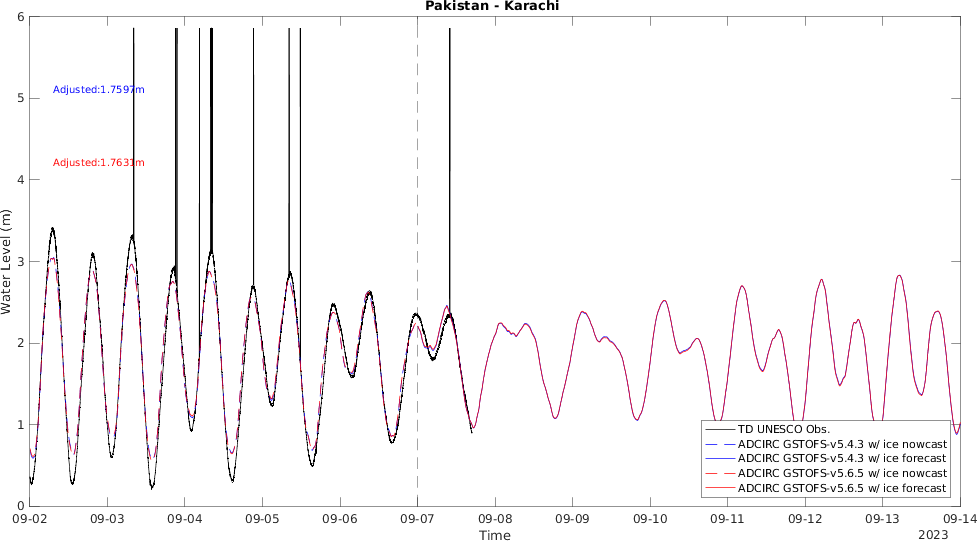 Pakistan - Karachi
6
5
4
3
2
1
0
Water Level (m)
Adjusted:1.7597m
Adjusted:1.7631m
TD UNESCO Obs.
ADCIRC GSTOFS-v5.4.3 w/ ice nowcast
ADCIRC GSTOFS-v5.4.3 w/ ice forecast
ADCIRC GSTOFS-v5.6.5 w/ ice nowcast
ADCIRC GSTOFS-v5.6.5 w/ ice forecast
09-02 09-03 09-04 09-05 09-06 09-07 09-08 09-09 09-10 09-11 09-12 09-13 09-14
Time
2023